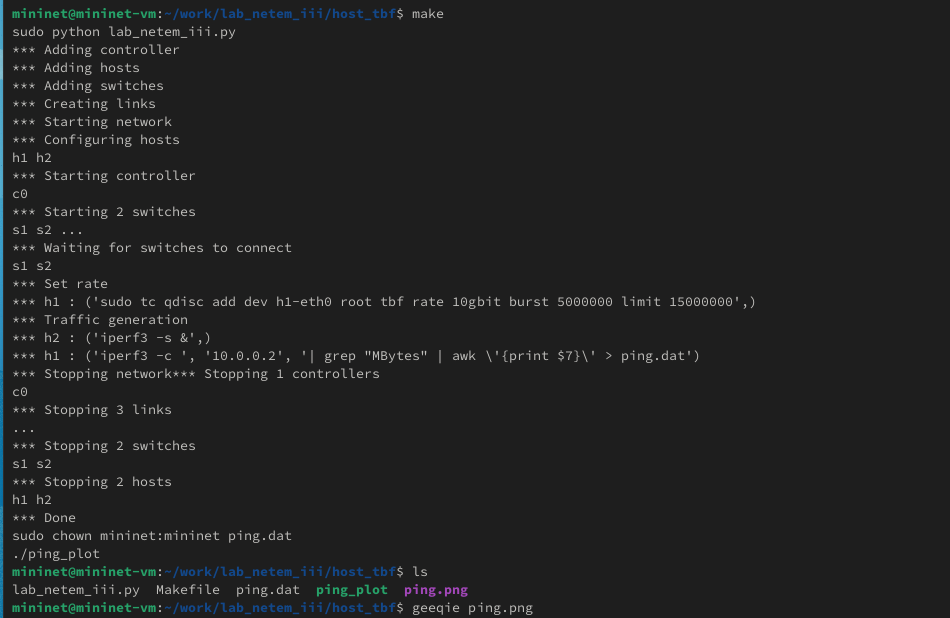 mininet@mininet-vm:~/work/lab_netem_iii/host_tbf$ make
sudo python lab_netem_iii.py
*** Adding controller
*** Adding hosts
*** Adding switches
*** Creating links
*** Starting network
*** Configuring hosts
h1 h2
*** Starting controller
c0
*** Starting 2 switches
s1 s2 ...
*** Waiting for switches to connect
s1 s2
*** Set rate
*** h1 : ('sudo tc qdisc add dev h1-eth0 root tbf rate 10gbit burst 5000000 limit 15000000',)
*** Traffic generation
*** h2 : ('iperf3 -s &',)
*** h1 : ('iperf3 -c ', '10.0.0.2', '| grep "MBytes" | awk \'{print $7}\' > ping.dat')
*** Stopping network*** Stopping 1 controllers
c0
*** Stopping 3 links
...
*** Stopping 2 switches
s1 s2
*** Stopping 2 hosts
h1 h2
*** Done
sudo chown mininet:mininet ping.dat
./ping_plot
mininet@mininet-vm:~/work/lab_netem_iii/host_tbf$ ls
lab_netem_iii.py  Makefile  ping.dat  ping_plot  ping.png
mininet@mininet-vm:~/work/lab_netem_iii/host_tbf$ geeqie ping.png